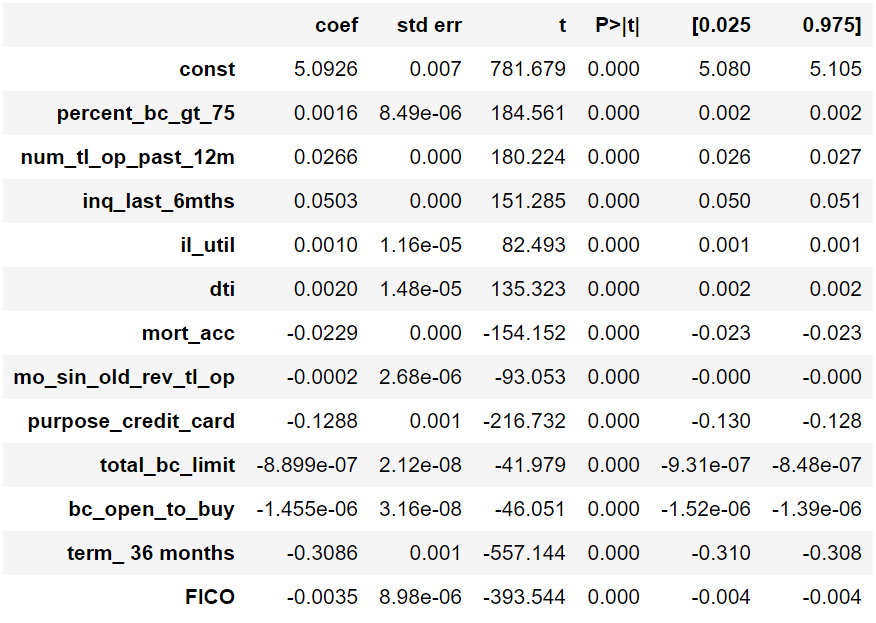 coef std err t P>|t| [0.025 0.975]
const 5.0926 0.007 781.679 0.000 5.080 5.105
percent_bc_gt_75 0.0016 8.49e-06 184.561 0.000 0.002 0.002
num_tl_op_past_12m 0.0266 0.000 180.224 0.000 0.026 0.027
inq_last_6mths 0.0503 0.000 151.285 0.000 0.050 0.051
il_util 0.0010 1.16e-05 82.493 0.000 0.001 0.001
dti 0.0020 1.48e-05 135.323 0.000 0.002 0.002
mort_acc -0.0229 0.000 -154.152 0.000 -0.023 -0.023
mo_sin_old_rev_tl_op -0.0002 2.68e-06 -93.053 0.000 -0.000 -0.000
purpose_credit_card -0.1288 0.001 -216.732 0.000 -0.130 -0.128
total_bc_limit -8.899e-07 2.12e-08 -41.979 0.000 -9.31e-07 -8.48e-07
bc_open_to_buy -1.455e-06 3.16e-08 -46.051 0.000 -1.52e-06 -1.39e-06
term_ 36 months -0.3086 0.001 -557.144 0.000 -0.310 -0.308
FICO -0.0035 8.98e-06 -393.544 0.000 -0.004 -0.004